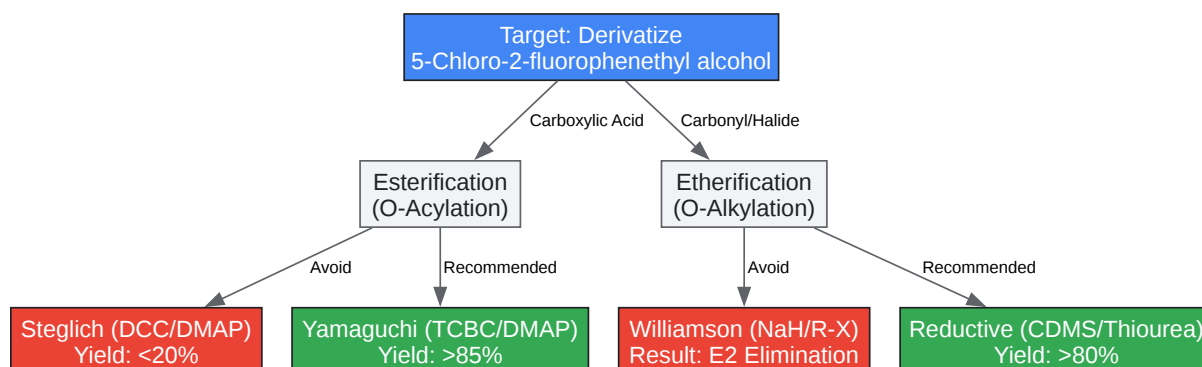 Target: Derivatize
5-Chloro-2-fluorophenethyl alcohol
Carboxylic Acid
Carbonyl/Halide
Esterification
(O-Acylation)
Etherification
(O-Alkylation)
Avoid
Recommended
Avoid
Recommended
Steglich (DCC/DMAP)
Yield: <20%
Yamaguchi (TCBC/DMAP)
Yield: >85%
Williamson (NaH/R-X)
Result: E2 Elimination
Reductive (CDMS/Thiourea)
Yield: >80%